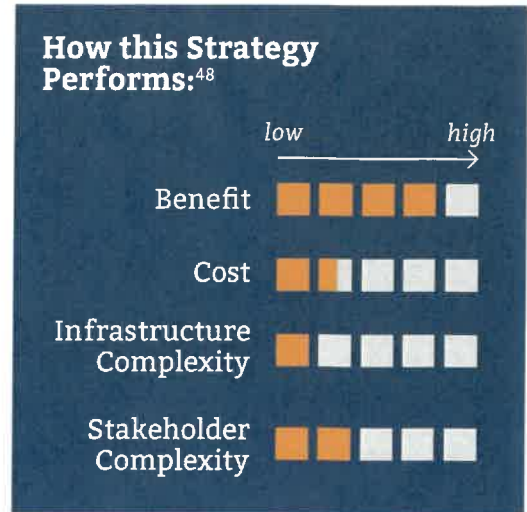 How this Strategy
Performs:48
low high
Benefit
Cost
Infrastructure
Complexity
Stakeholder
Complexity